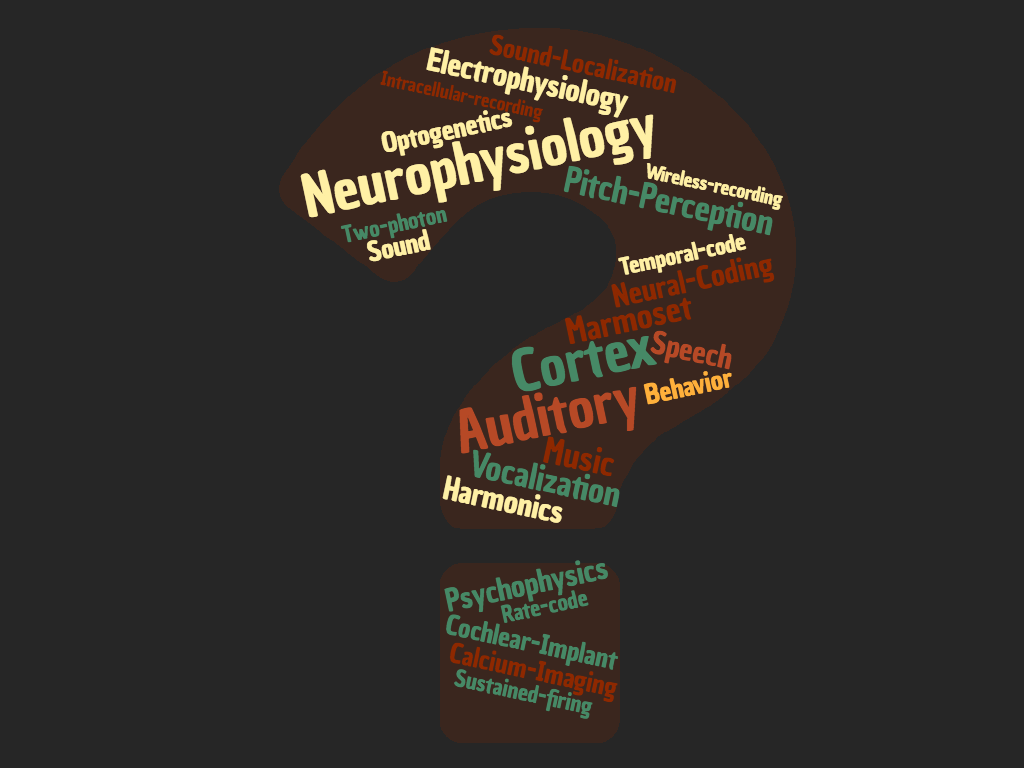 Sound-Localization
Electrophysiology
Intracellular-recording
Optogenetics
Neurophysiology
Wireless-recording
Pitch-Perception
Two-photon
Sound
Temporal-code
Neural-Coding
Marmoset
Cortex
Speech
Behavior
Auditory
Music
Vocalization
Harmonics
Psychophysics
Rate-code
Cochlear-Implant
Calcium-Imaging
Sustained-firing